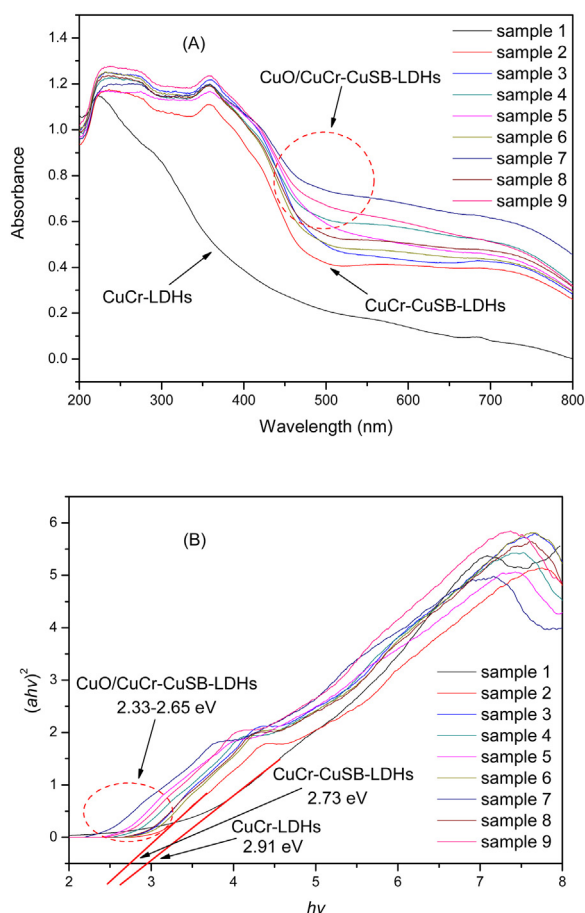 (A)
sample 1
sample 2
sample 3
sample 4
sample 5
sample 6
sample 7
sample 8
sample 9
CuO/CuCr-CuSB-LDHs
CuCr-LDHs
CuCr-CuSB-LDHs
Absorbance
1.4
1.2
1.0
0.8
0.6
0.4
0.2
0.0
200 300 400 500 600 700 800
Wavelength (nm)
(B)
CuO/CuCr-CuSB-LDHs
2.33-2.65 eV
CuCr-CuSB-LDHs
2.73 eV
CuCr-LDHs
2.91 eV
sample 1
sample 2
sample 3
sample 4
sample 5
sample 6
sample 7
sample 8
sample 9
(ahv)²
6
5
4
3
2
1
0
2 3 4 5 6 7 8
hv